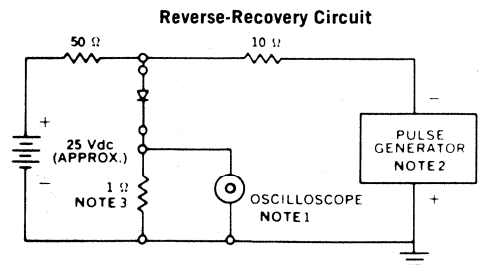 Reverse-Recovery Circuit
50 Ω
10 Ω
+
25 Vdc
(APPROX.)
−
1 Ω
NOTE 3
OSCILLOSCOPE
NOTE 1
−
PULSE
GENERATOR
NOTE 2
+